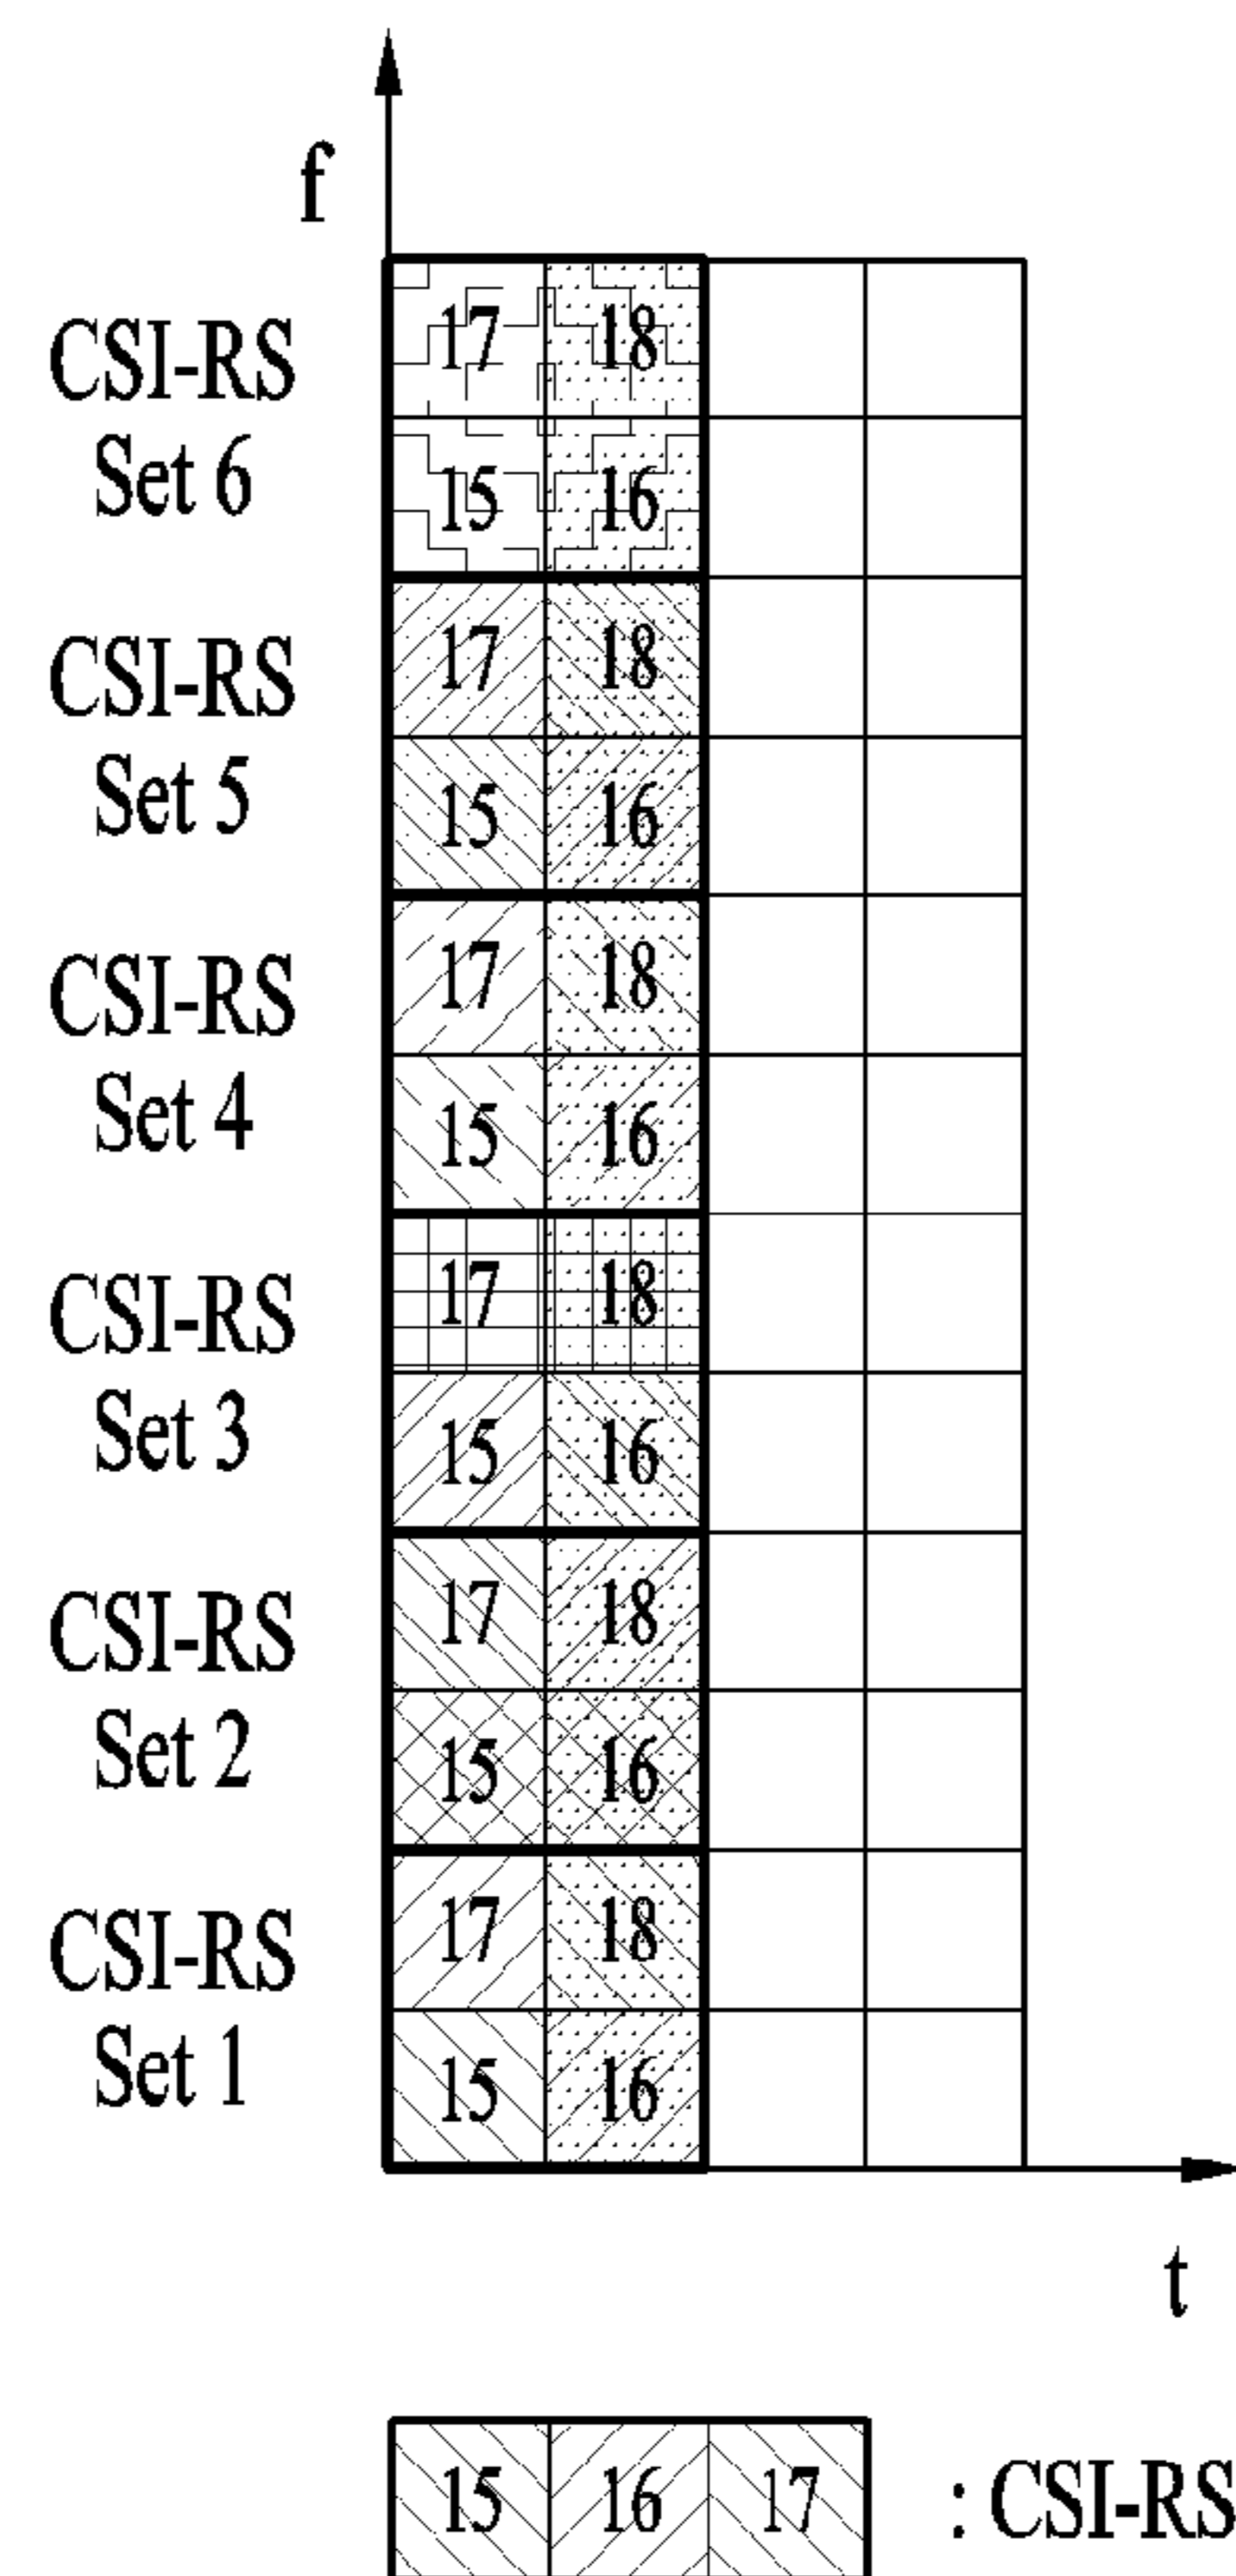 f
CSI-RS
Set 6
17 18
15 16
CSI-RS
Set 5
17 18
15 16
CSI-RS
Set 4
17 18
15 16
CSI-RS
Set 3
17 18
15 16
CSI-RS
Set 2
17 18
15 16
CSI-RS
Set 1
17 18
15 16
t
15 16 17 : CSI-RS